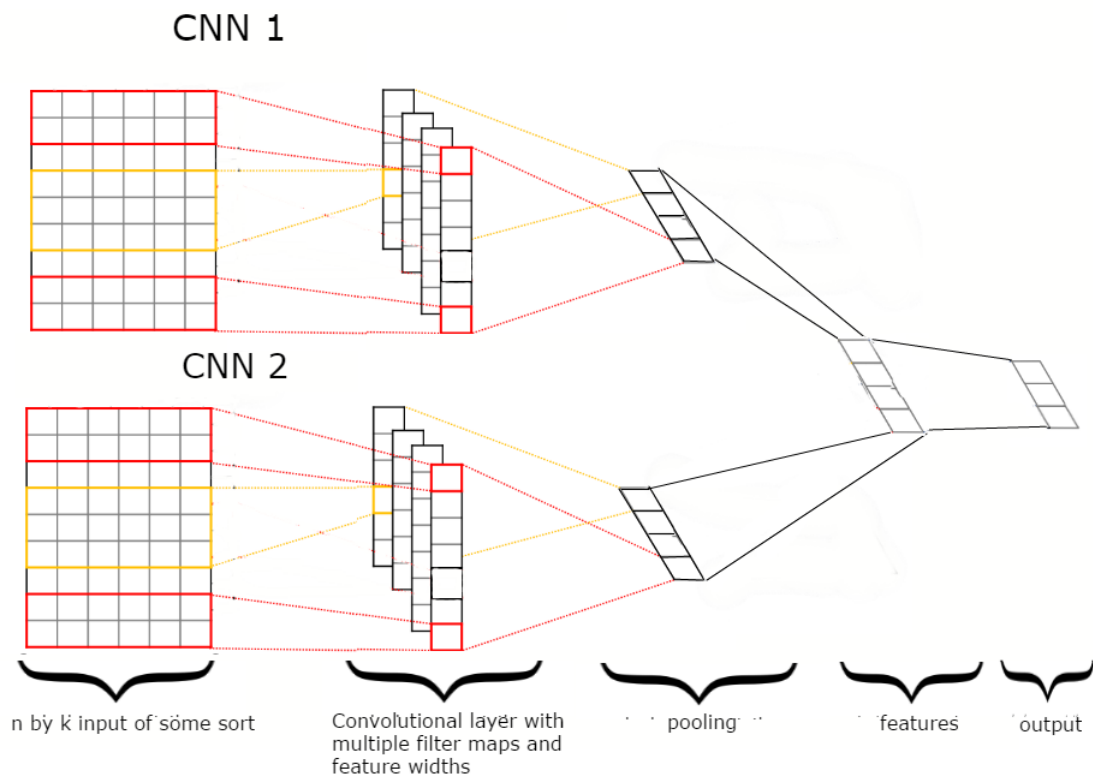 CNN 1
CNN 2
n by k input of some sort
Convolutional layer with
multiple filter maps and
feature widths
pooling
features
output